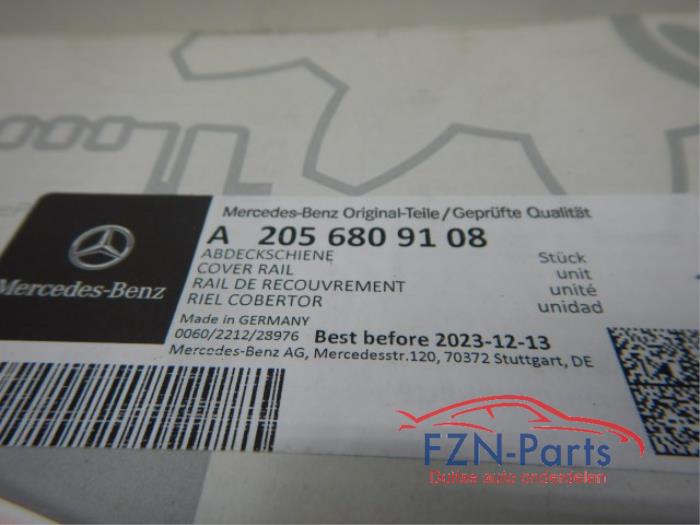 Mercedes-Benz Original-Teile/Geprüfte Qualität
A 205 680 91 08
ABDECKSCHIENE
COVER RAIL
RAIL DE RECOUVREMENT
RIEL COBERTOR
Stück
unit
unité
unidad
Mercedes-Benz
Made in GERMANY
0060/2212/28976 Best before 2023-12-13
Mercedes-Benz AG, Mercedesstr.120, 70372 Stuttgart, DE
FZN-Parts
Duitse auto onderdelen